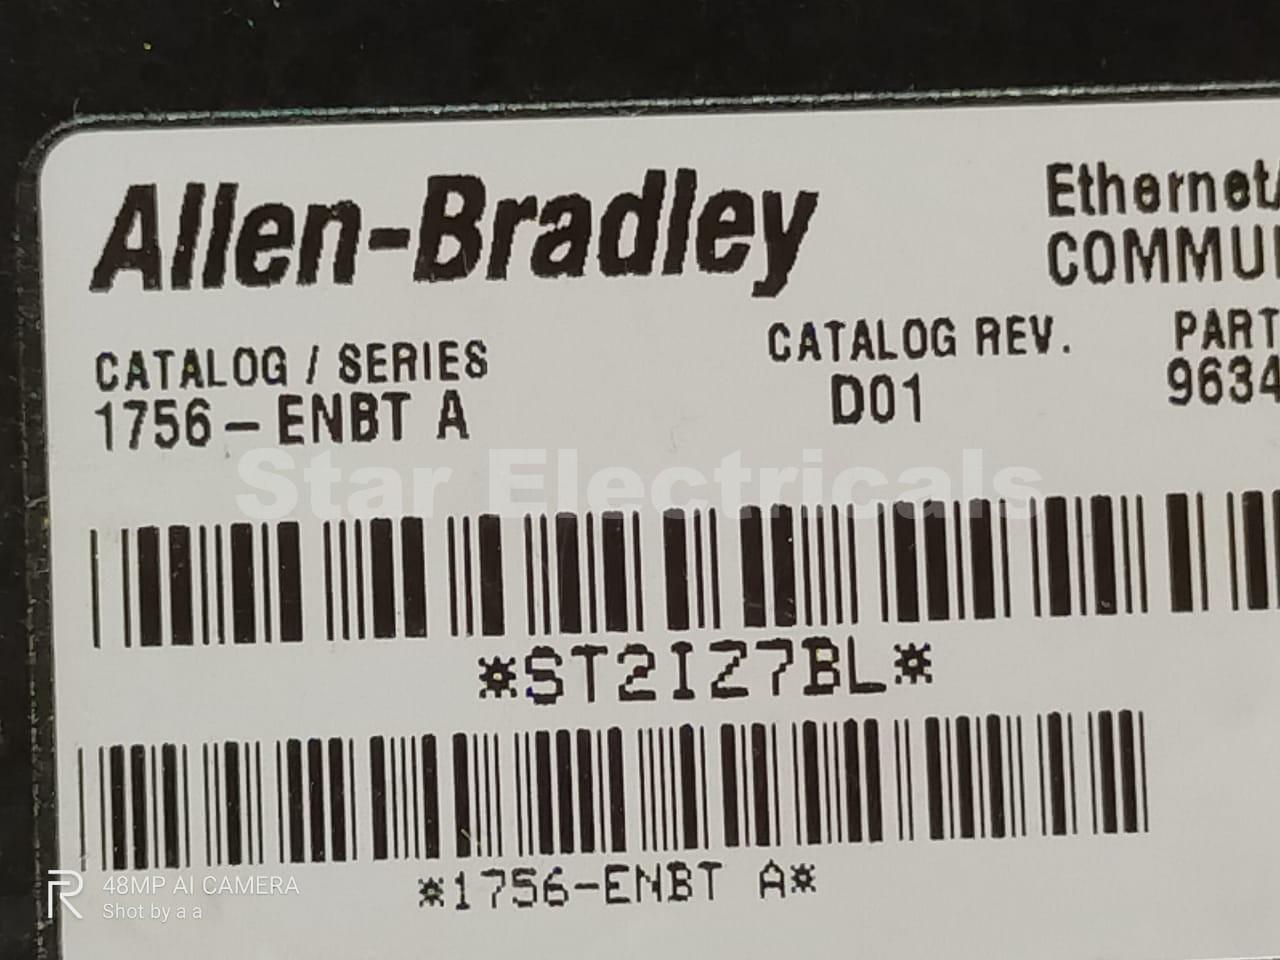 Allen-Bradley
Ethernet/
COMMU
CATALOG / SERIES
1756-ENBT A
CATALOG REV.
D01
PART
9634
Star Electricals
*ST2IZ7BL*
*1756-ENBT A*
48MP AI CAMERA
Shot by a a